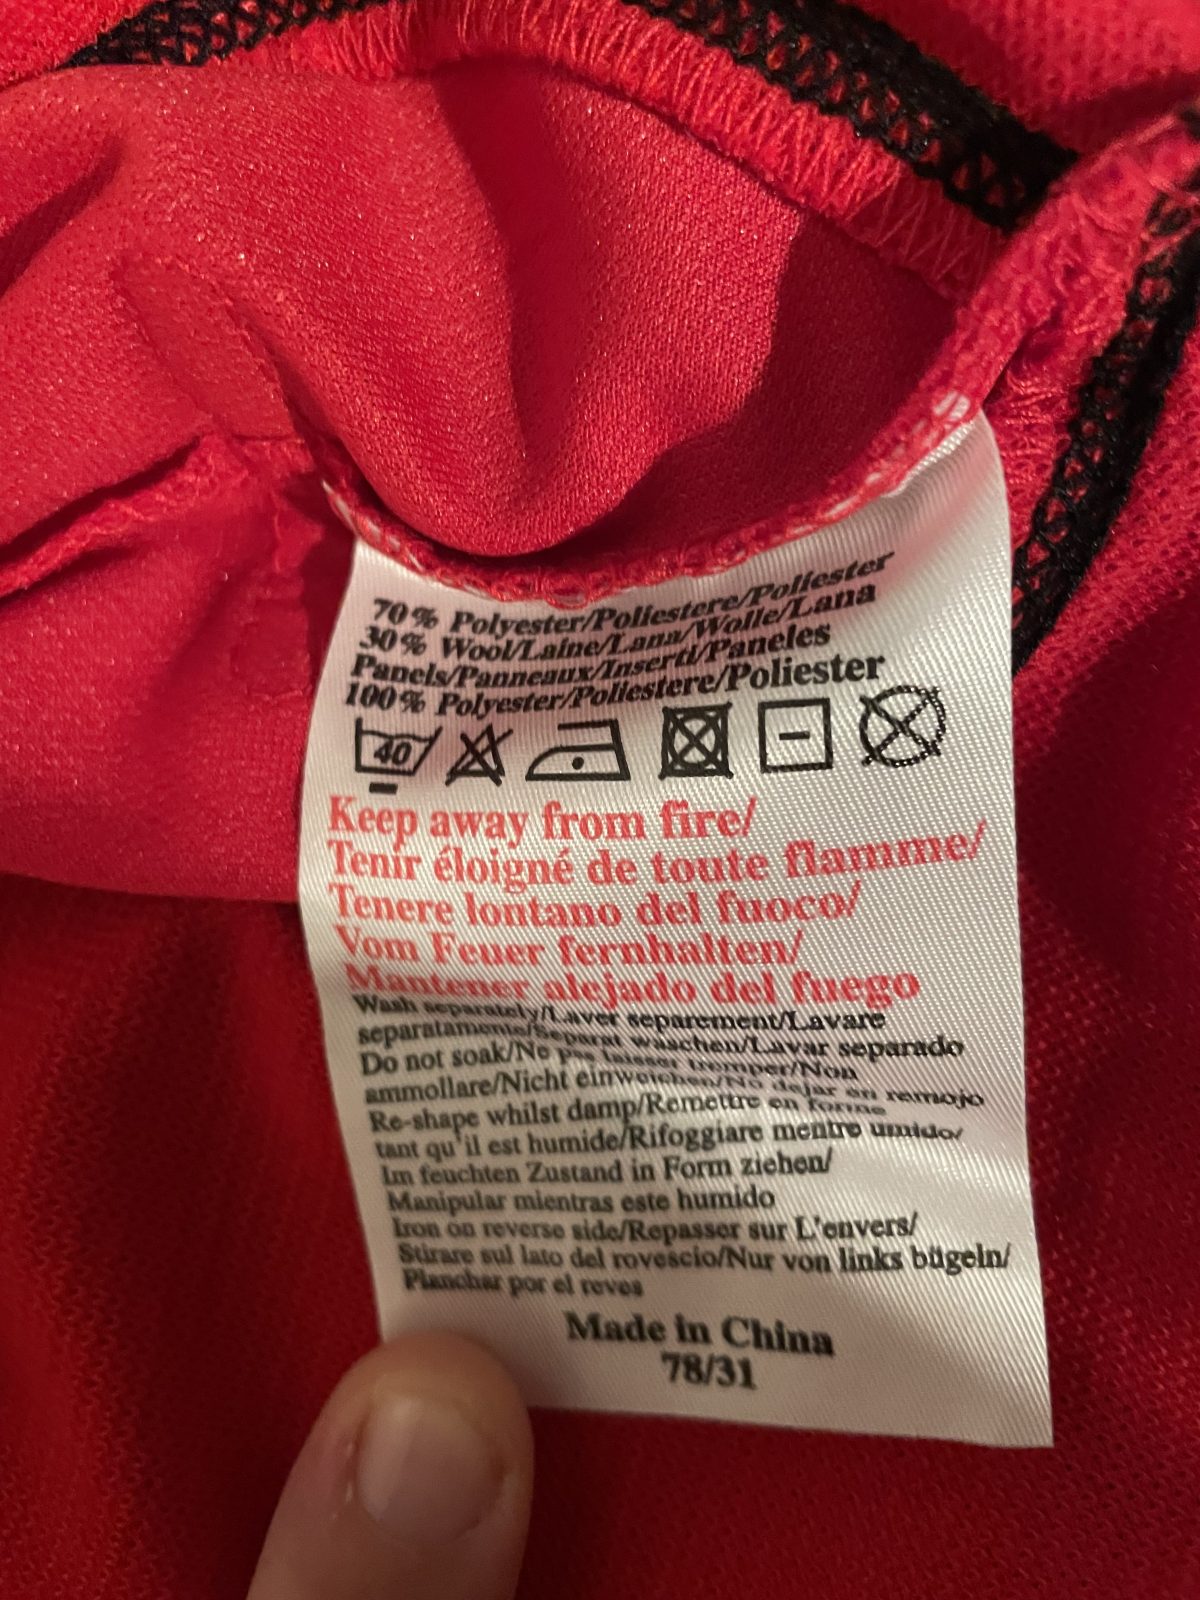 70% Polyester/Poliestere/Poliester
30% Wool/Laine/Lana/Wolle/Lana
Panels/Panneaux/Inserti/Paneles
100% Polyester/Poliestere/Poliester
40
Keep away from fire/
Tenir éloigné de toute flamme/
Tenere lontano del fuoco/
Vom Feuer fernhalten/
Mantener alejado del fuego
Wash separately/Laver separement/Lavare
separatamente/Separat waschen/Lavar separado
Do not soak/No pas laisser tremper/Non
ammollare/Nicht einweichen/No dejar en remojo
Re-shape whilst damp/Remettre en forme
tant qu'il est humide/Rifoggiare mentre umido/
Im feuchten Zustand in Form ziehen/
Manipular mientras este humido
Iron on reverse side/Repasser sur L'envers/
Stirare sul lato del rovescio/Nur von links bügeln/
Planchar por el reves
Made in China
78/31